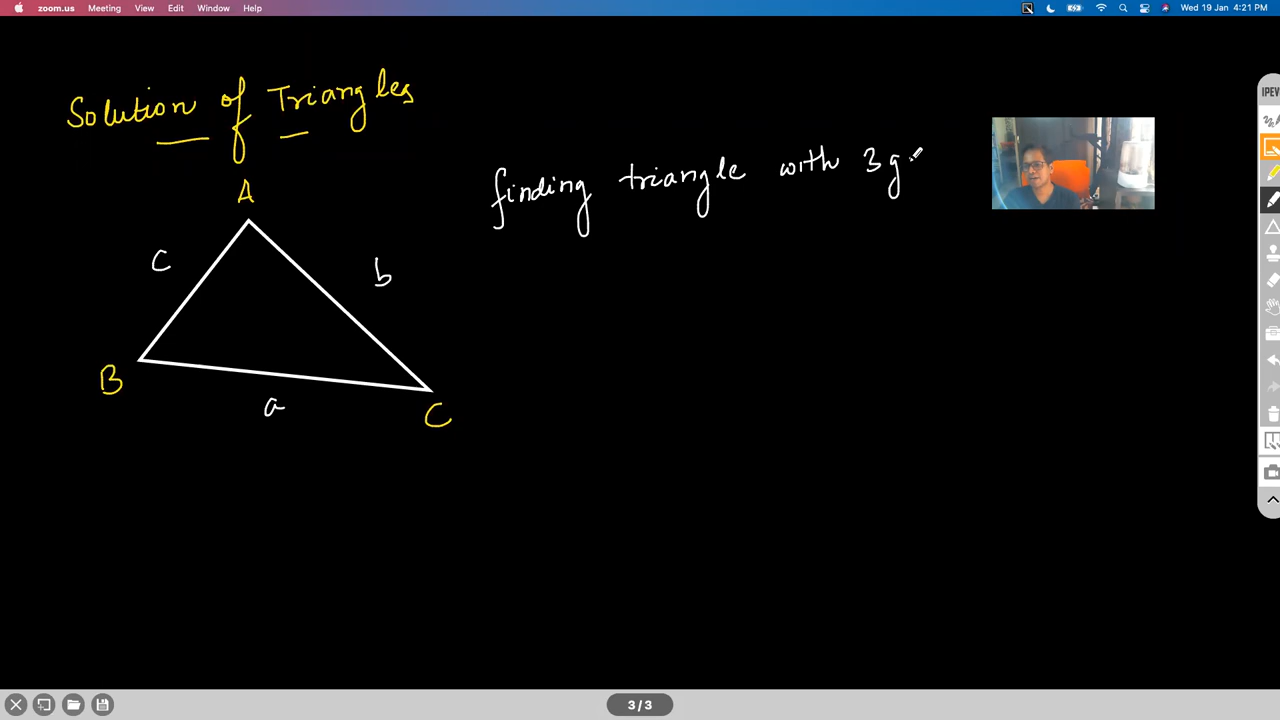 zoom.us Meeting View Edit Window Help Wed 19 Jan 4:21 PM
Solution of Triangles
finding triangle with 3 g
A
c
b
B
a
C
IPEV
3/3